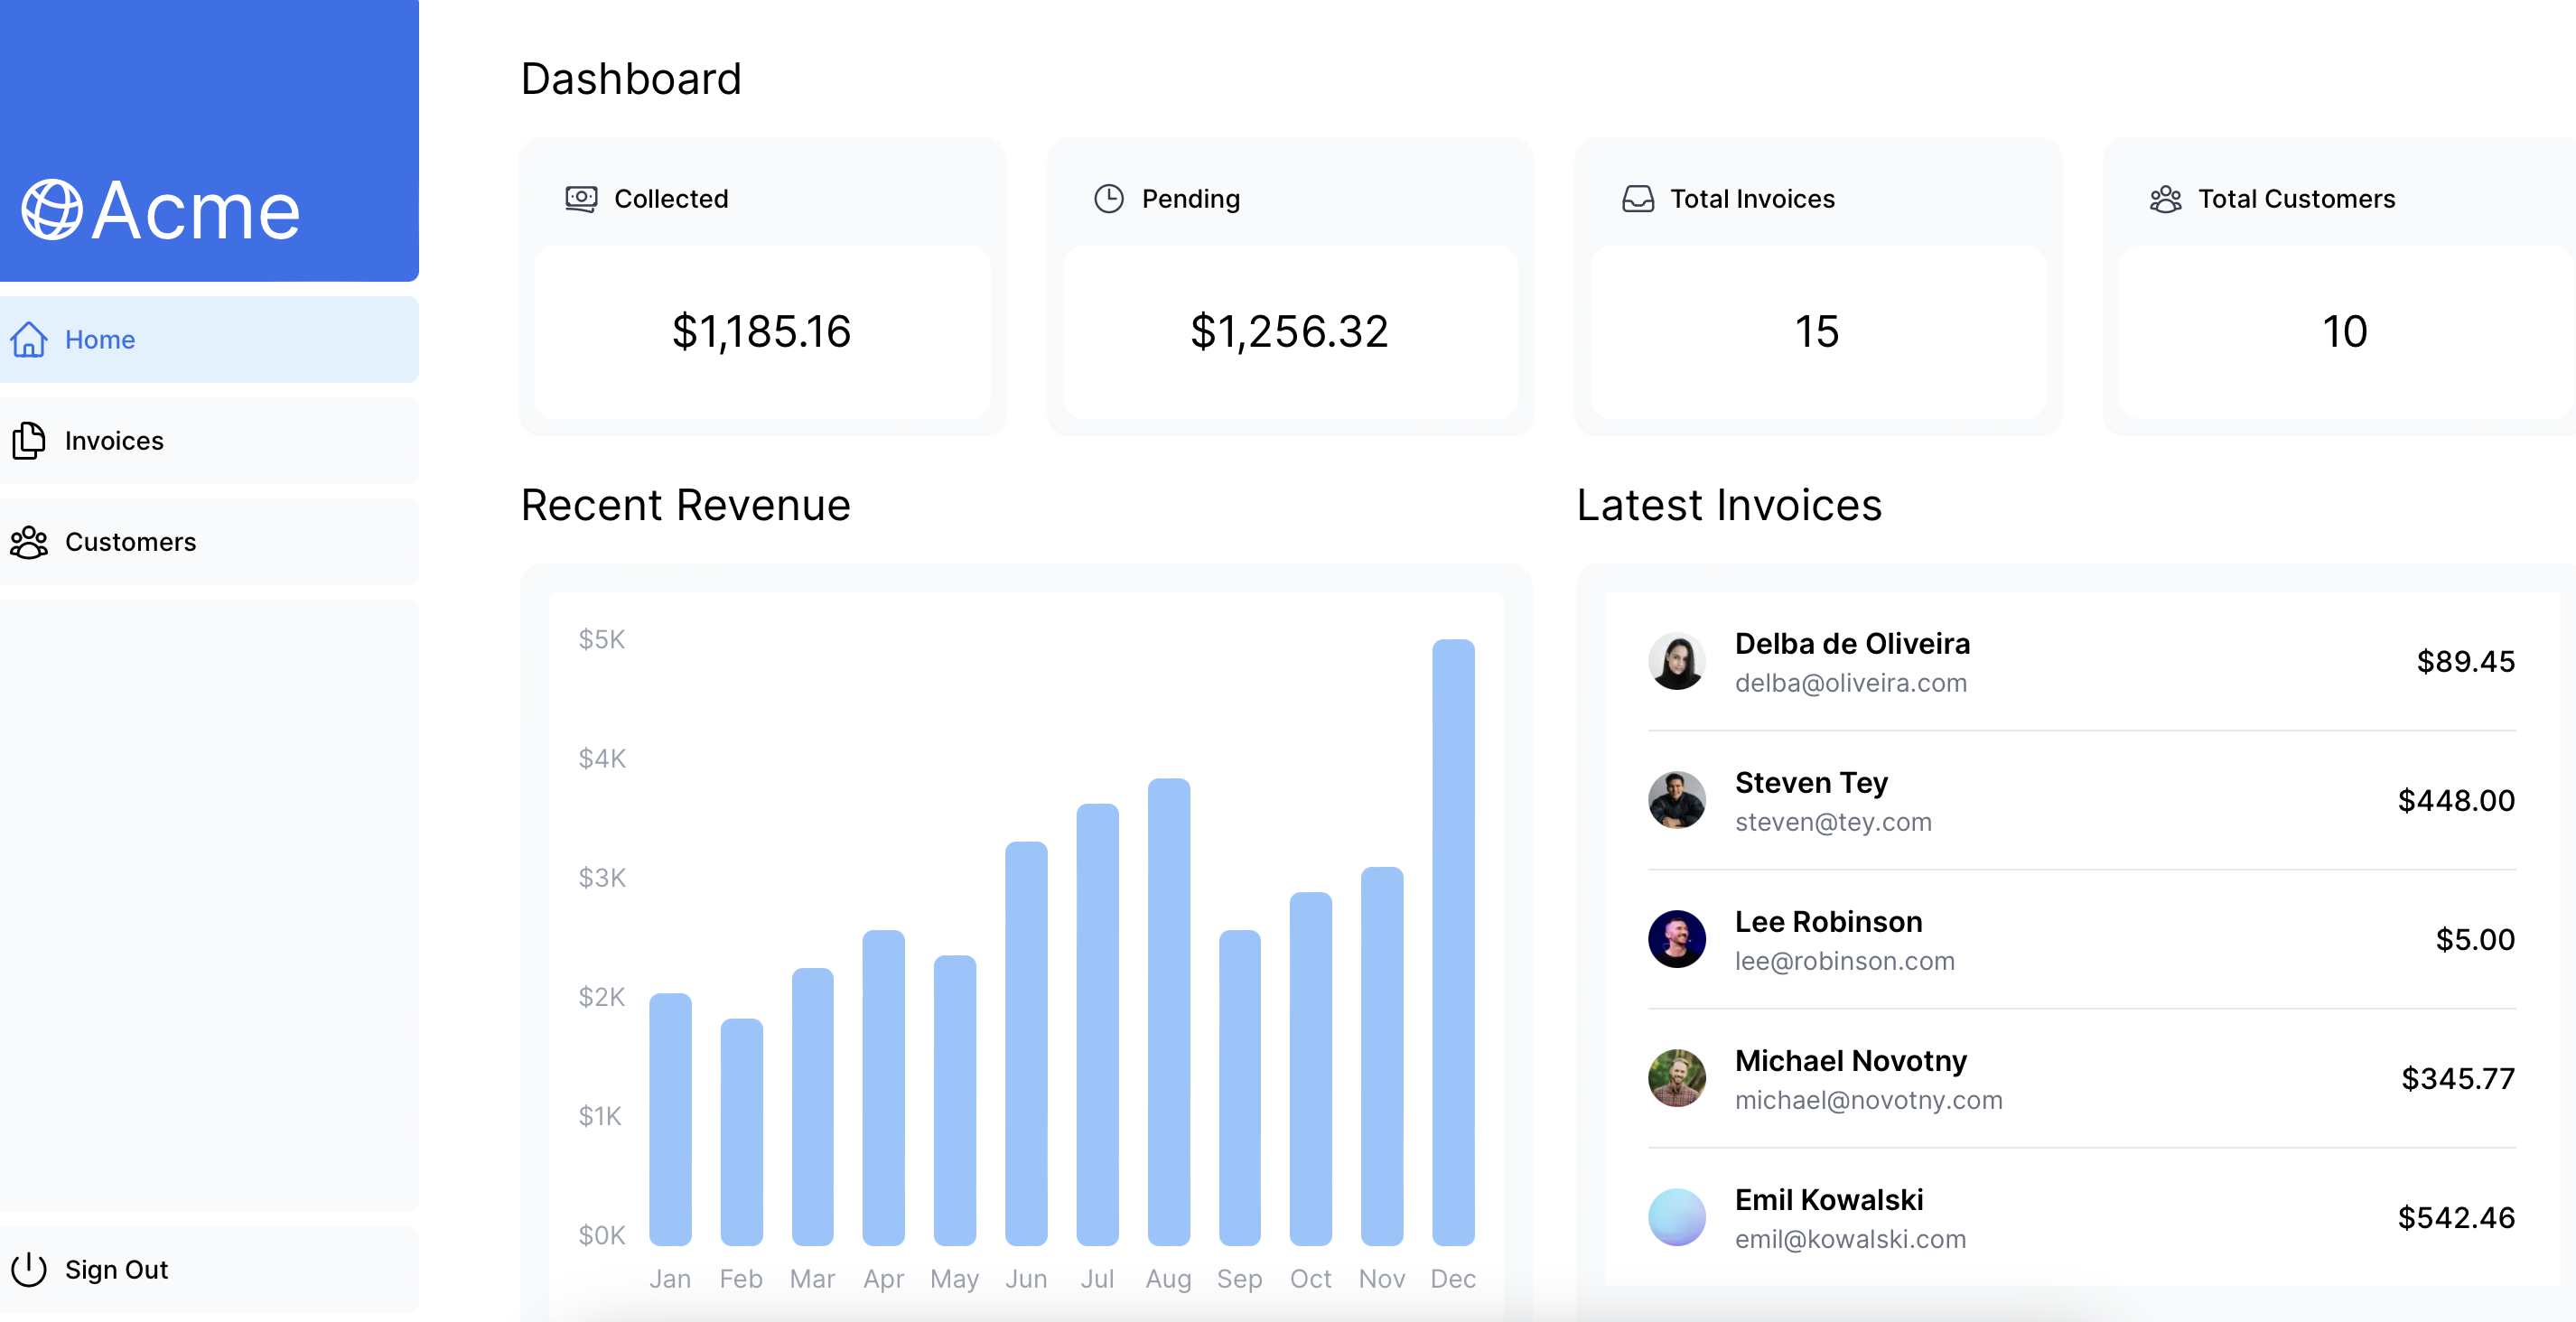 Acme
Home
Invoices
Customers
Sign Out
Dashboard
Collected
$1,185.16
Pending
$1,256.32
Total Invoices
15
Total Customers
10
Recent Revenue
$5K
$4K
$3K
$2K
$1K
$0K
Jan Feb Mar Apr May Jun Jul Aug Sep Oct Nov Dec
Latest Invoices
Delba de Oliveira
delba@oliveira.com
$89.45
Steven Tey
steven@tey.com
$448.00
Lee Robinson
lee@robinson.com
$5.00
Michael Novotny
michael@novotny.com
$345.77
Emil Kowalski
emil@kowalski.com
$542.46